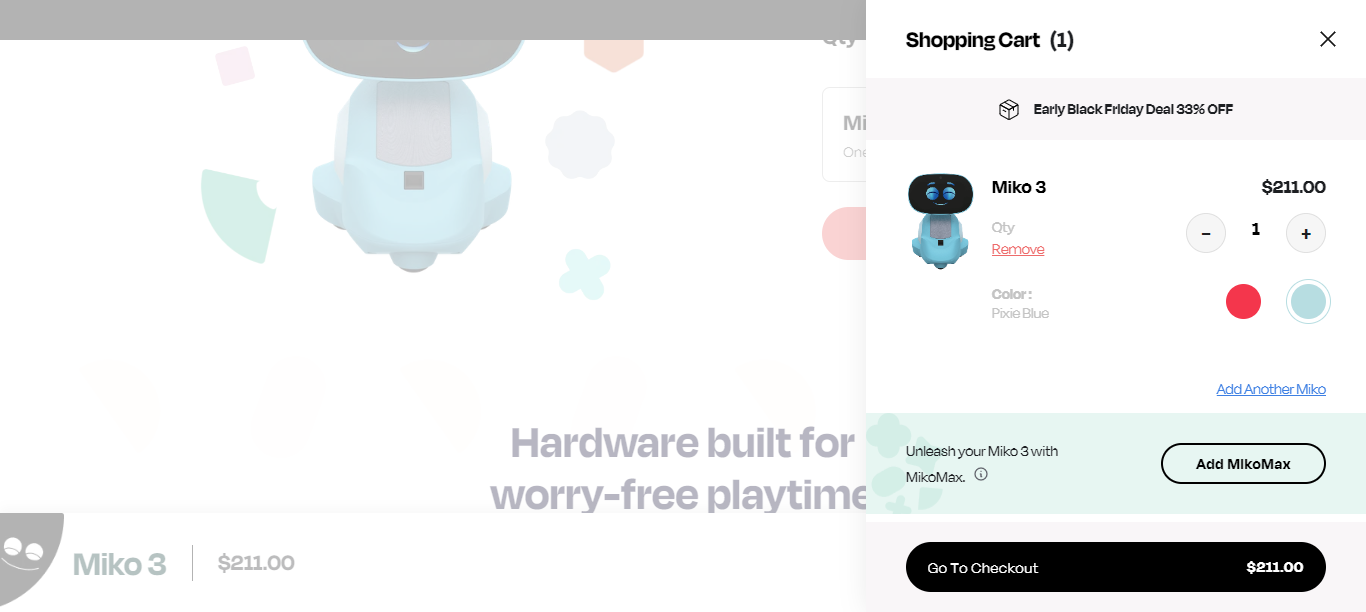 Shopping Cart (1)
Early Black Friday Deal 33% OFF
Miko 3
$211.00
Qty
Remove
−
1
+
Color :
Pixie Blue
Add Another Miko
Unleash your Miko 3 with
MikoMax.
Add MikoMax
Go To Checkout
$211.00
Qty
Mi
One
Hardware built for
worry-free playtime
Miko 3
$211.00